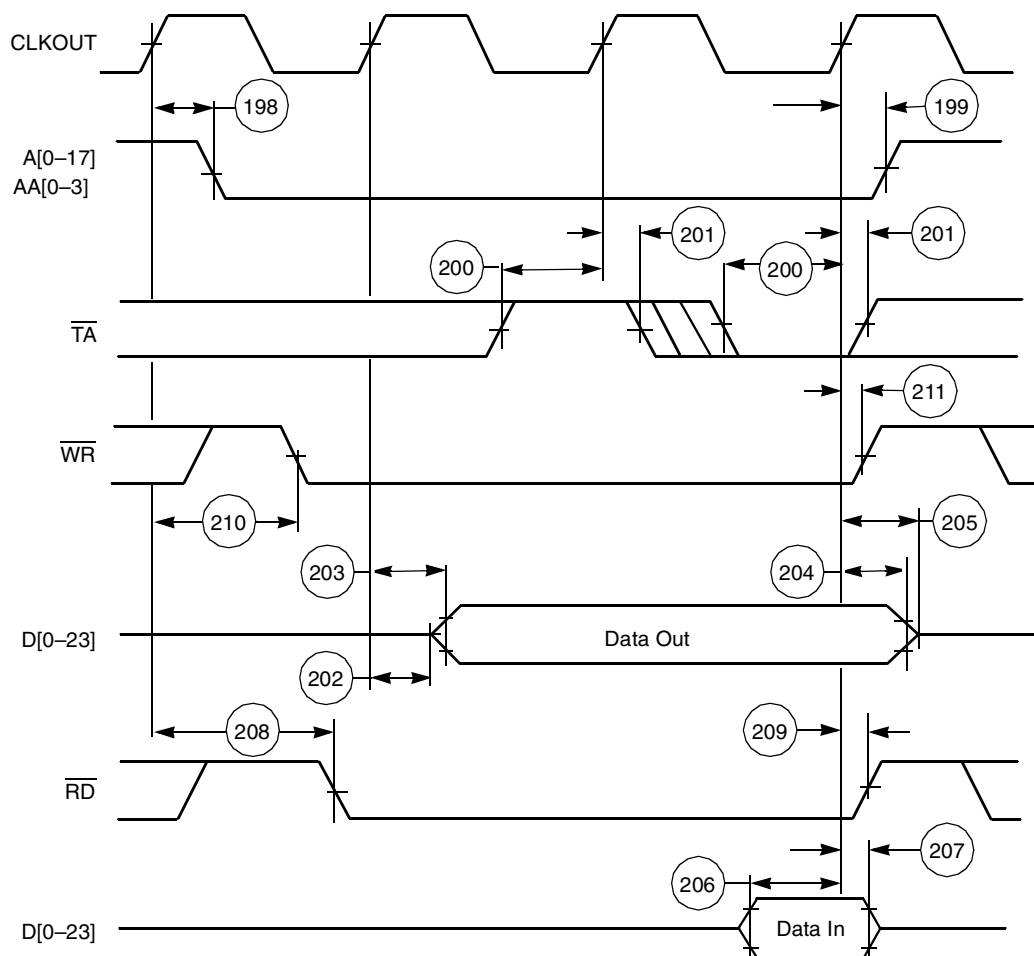 CLKOUT
198
199
A[0–17]
AA[0–3]
201
201
200
200
TA
211
WR
210
205
203
204
D[0–23]
Data Out
202
208
209
RD
207
206
D[0–23]
Data In